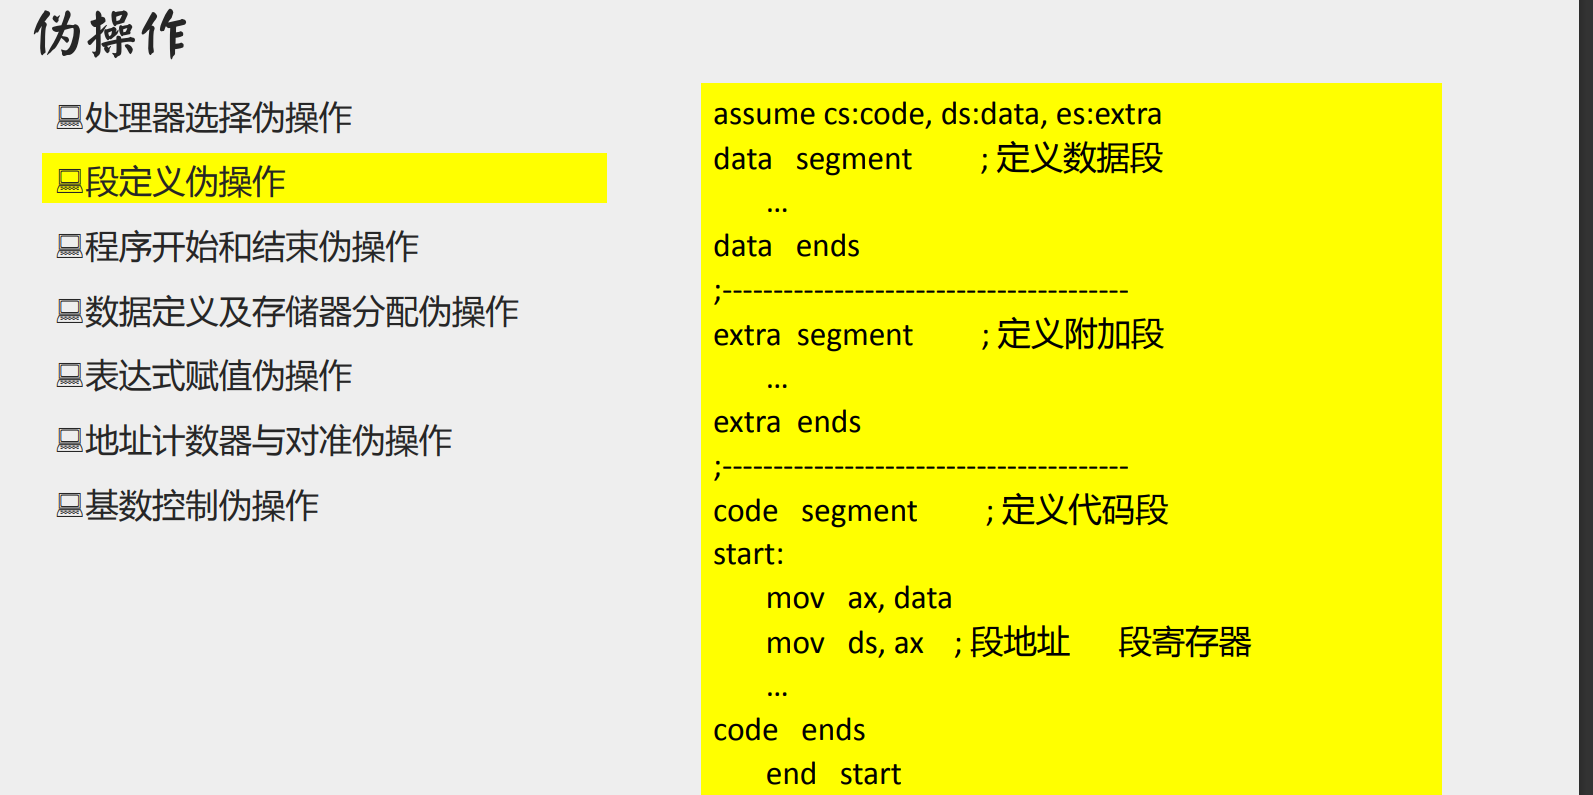 伪操作
处理器选择伪操作
段定义伪操作
程序开始和结束伪操作
数据定义及存储器分配伪操作
表达式赋值伪操作
地址计数器与对准伪操作
基数控制伪操作
assume cs:code, ds:data, es:extra
data segment ; 定义数据段
...
data ends
;----------------------------------------
extra segment ; 定义附加段
...
extra ends
;----------------------------------------
code segment ; 定义代码段
start:
mov ax, data
mov ds, ax ; 段地址 段寄存器
...
code ends
end start